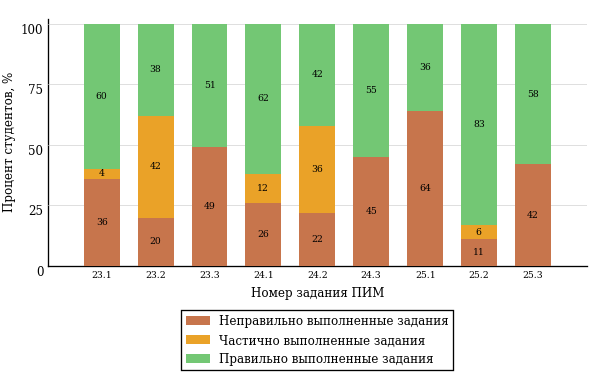 100
75
50
25
0
Процент студентов, %
60 38 51 62 42 55 36 83 58
4 42 12 36 6
36 20 49 26 22 45 64 11 42
23.1 23.2 23.3 24.1 24.2 24.3 25.1 25.2 25.3
Номер задания ПИМ
Неправильно выполненные задания
Частично выполненные задания
Правильно выполненные задания